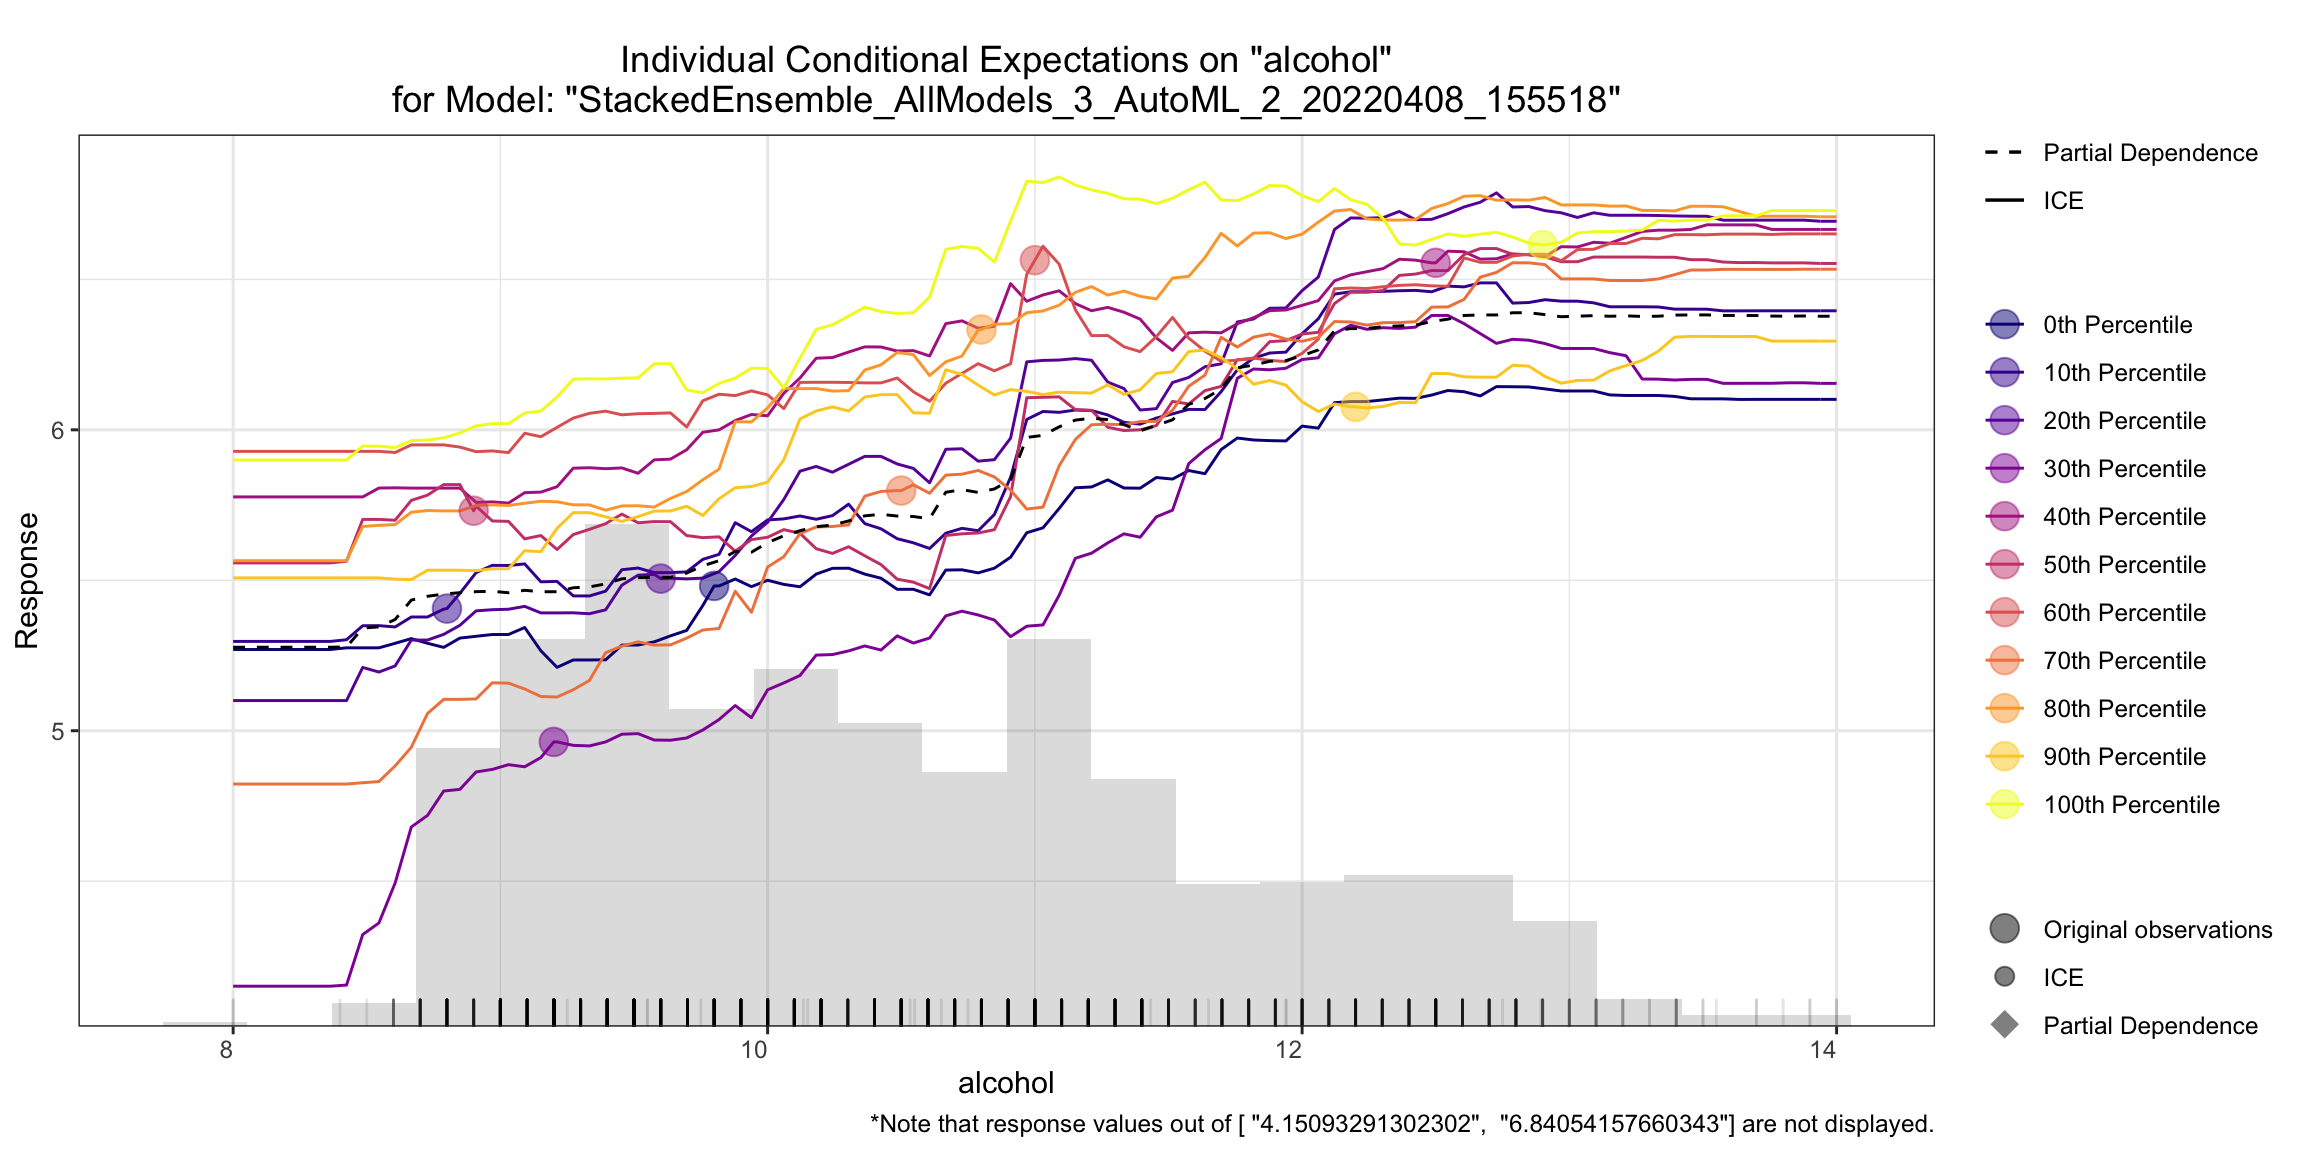 Individual Conditional Expectations on "alcohol"
for Model: "StackedEnsemble_AllModels_3_AutoML_2_20220408_155518"
Response
6
5
8
10
12
14
alcohol
*Note that response values out of [ "4.15093291302302",  "6.84054157660343"] are not displayed.
Partial Dependence
ICE
0th Percentile
10th Percentile
20th Percentile
30th Percentile
40th Percentile
50th Percentile
60th Percentile
70th Percentile
80th Percentile
90th Percentile
100th Percentile
Original observations
ICE
Partial Dependence